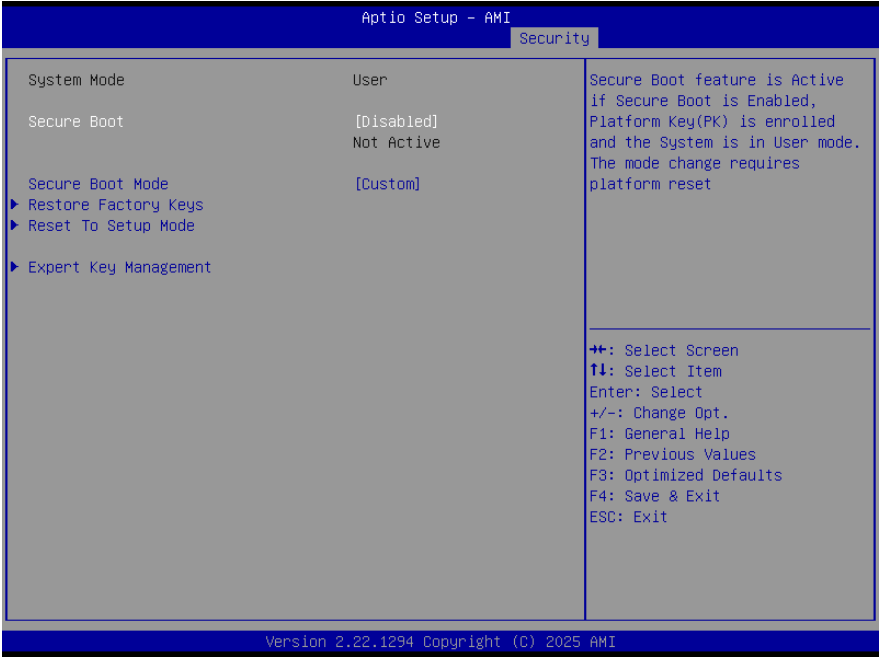 Aptio Setup – AMI
Security
System Mode User
Secure Boot [Disabled]
Not Active
Secure Boot Mode [Custom]
Restore Factory Keys
Reset To Setup Mode
Expert Key Management
Secure Boot feature is Active
if Secure Boot is Enabled,
Platform Key(PK) is enrolled
and the System is in User mode.
The mode change requires
platform reset
→←: Select Screen
↑↓: Select Item
Enter: Select
+/-: Change Opt.
F1: General Help
F2: Previous Values
F3: Optimized Defaults
F4: Save & Exit
ESC: Exit
Version 2.22.1294 Copyright (C) 2025 AMI